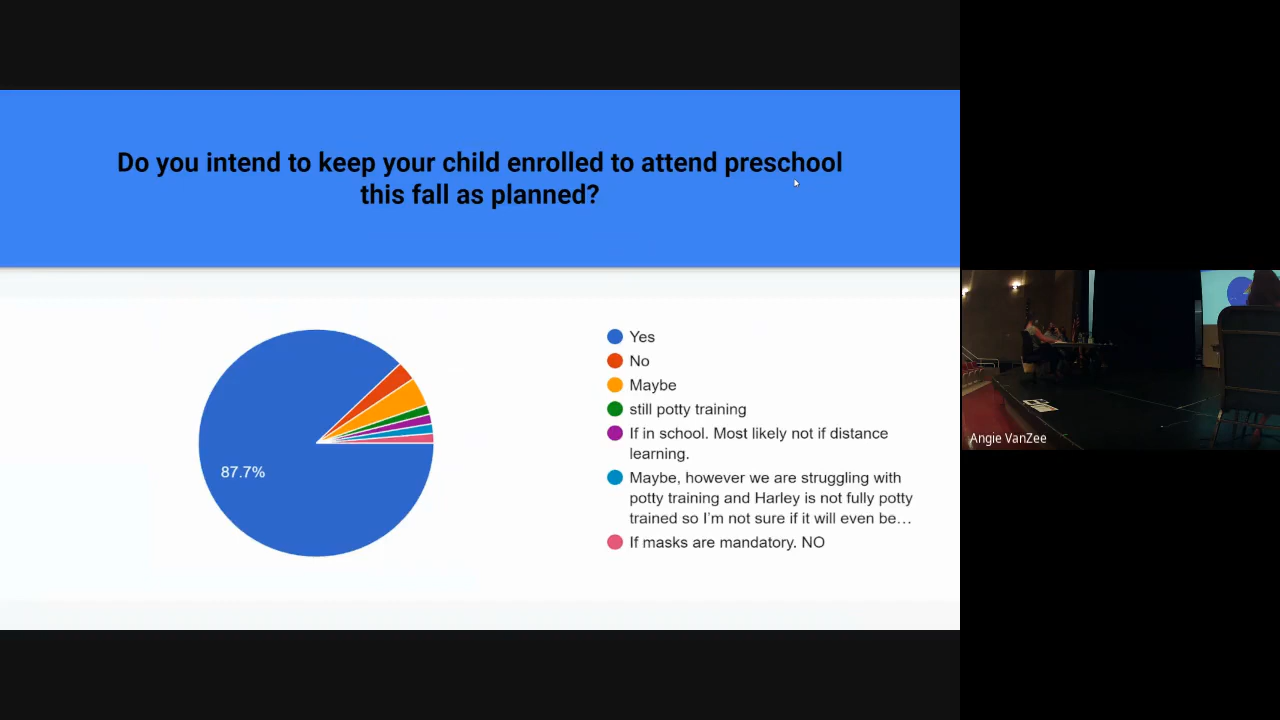 Do you intend to keep your child enrolled to attend preschool
this fall as planned?
87.7%
Yes
No
Maybe
still potty training
If in school. Most likely not if distance
learning.
Maybe, however we are struggling with
potty training and Harley is not fully potty
trained so I'm not sure if it will even be…
If masks are mandatory. NO
Angie VanZee